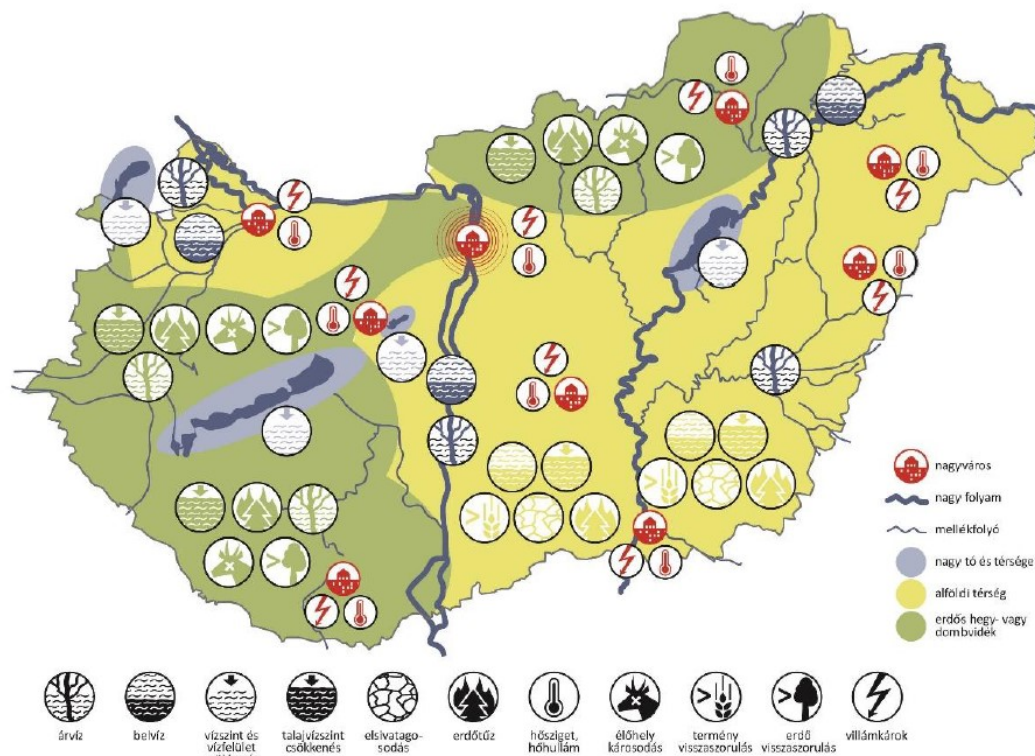 nagyváros
nagy folyam
mellékfolyó
nagy tó és térsége
alföldi térség
erdős hegy- vagy
dombvidék
árvíz
belvíz
vízszint és
vízfelület
talajvízszint
csökkenés
elsivatago-
sodás
erdőtűz
hősziget,
hőhullám
élőhely
károsodás
termény
visszaszorulás
erdő
visszaszorulás
villámkárok